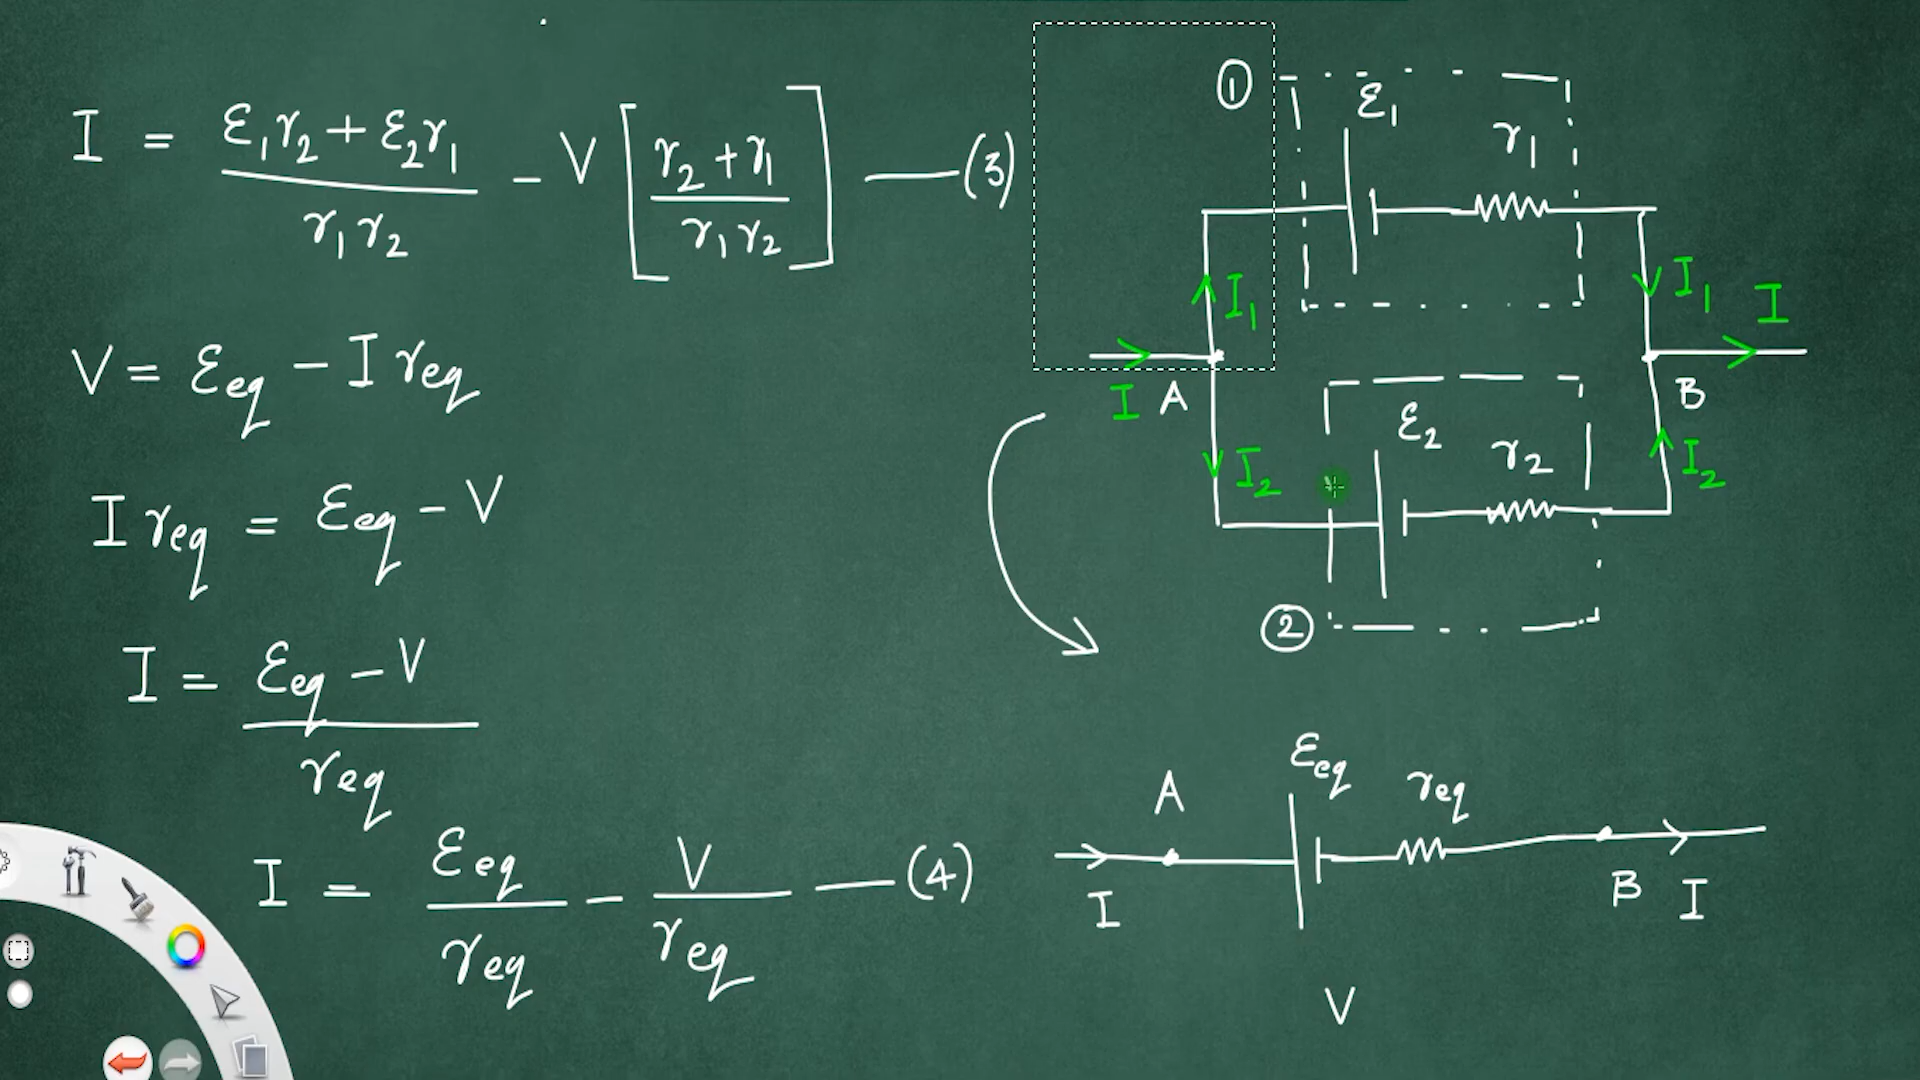 I = (ε₁r₂ + ε₂r₁)/(r₁r₂) − V [(r₂ + r₁)/(r₁r₂)] —(3)
V = εeq − I req
I req = εeq − V
I = (εeq − V)/req
I = εeq/req − V/req —(4)
①
ε₁
r₁
I₁
I₁
I
I
A
B
ε₂
r₂
I₂
I₂
②
εeq
req
A
B
I
I
V